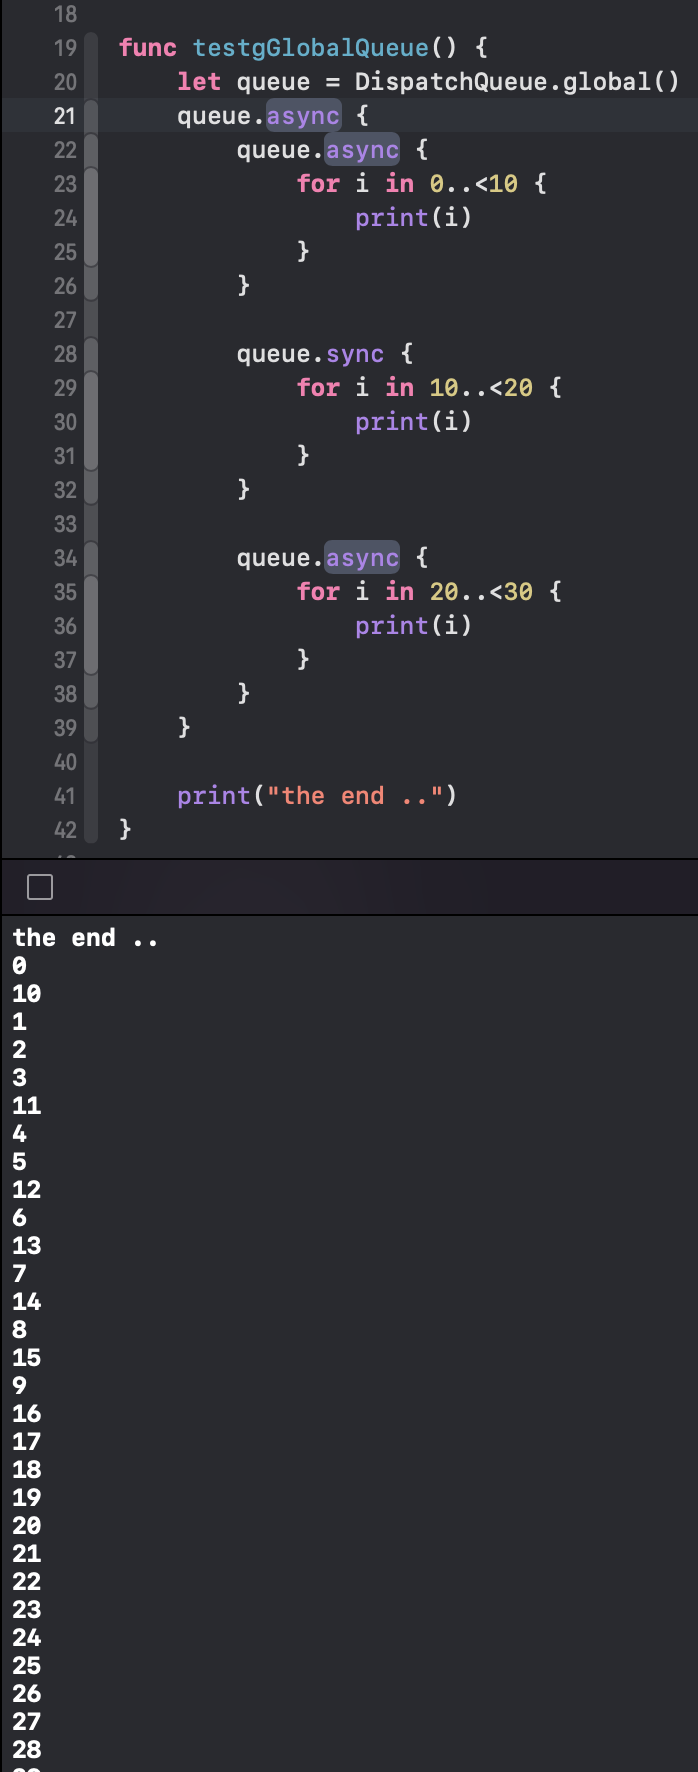 18
19 func testgGlobalQueue() {
20 let queue = DispatchQueue.global()
21 queue.async {
22 queue.async {
23 for i in 0..<10 {
24 print(i)
25 }
26 }
27
28 queue.sync {
29 for i in 10..<20 {
30 print(i)
31 }
32 }
33
34 queue.async {
35 for i in 20..<30 {
36 print(i)
37 }
38 }
39 }
40
41 print("the end ..")
42 }
the end ..
0
10
1
2
3
11
4
5
12
6
13
7
14
8
15
9
16
17
18
19
20
21
22
23
24
25
26
27
28